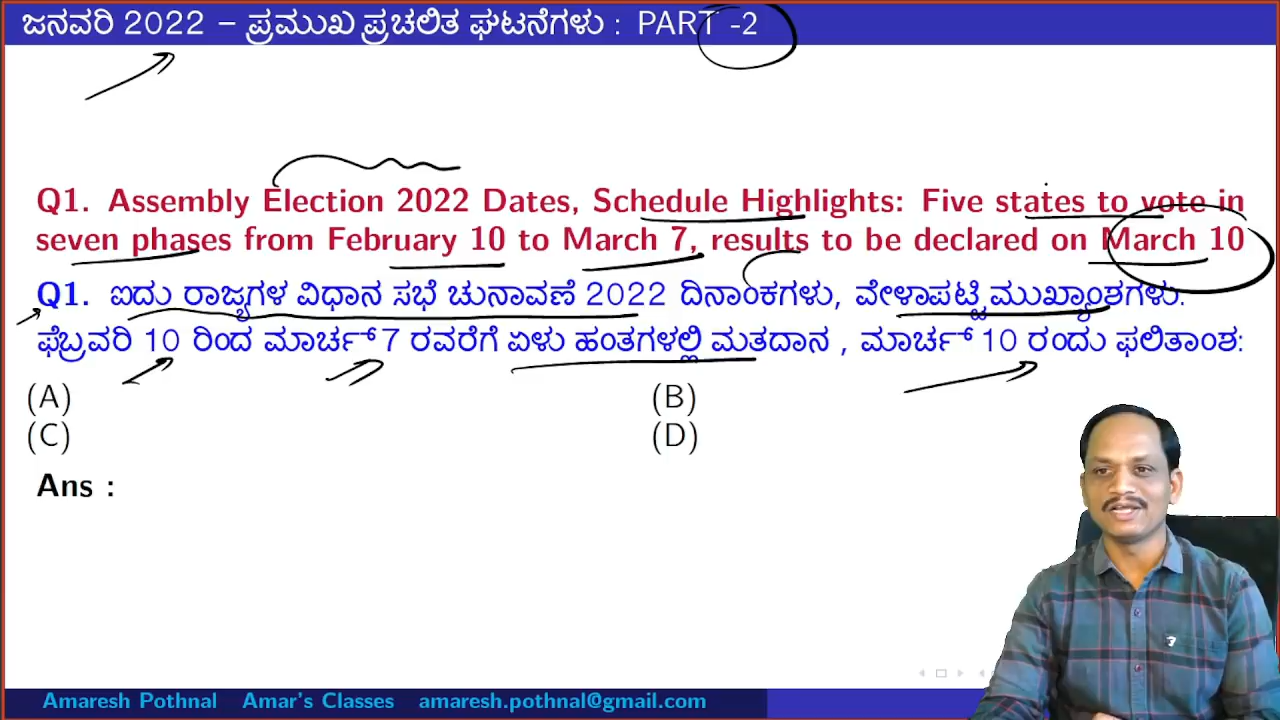 ಜನವರಿ 2022 – ಪ್ರಮುಖ ಪ್ರಚಲಿತ ಘಟನೆಗಳು : PART -2
Q1. Assembly Election 2022 Dates, Schedule Highlights: Five states to vote in
seven phases from February 10 to March 7, results to be declared on March 10
Q1. ಐದು ರಾಜ್ಯಗಳ ವಿಧಾನ ಸಭೆ ಚುನಾವಣೆ 2022 ದಿನಾಂಕಗಳು, ವೇಳಾಪಟ್ಟಿ ಮುಖ್ಯಾಂಶಗಳು:
ಫೆಬ್ರವರಿ 10 ರಿಂದ ಮಾರ್ಚ್ 7 ರವರೆಗೆ ಏಳು ಹಂತಗಳಲ್ಲಿ ಮತದಾನ , ಮಾರ್ಚ್ 10 ರಂದು ಫಲಿತಾಂಶ:
(A) (B)
(C) (D)
Ans :
Amaresh Pothnal Amar's Classes amaresh.pothnal@gmail.com